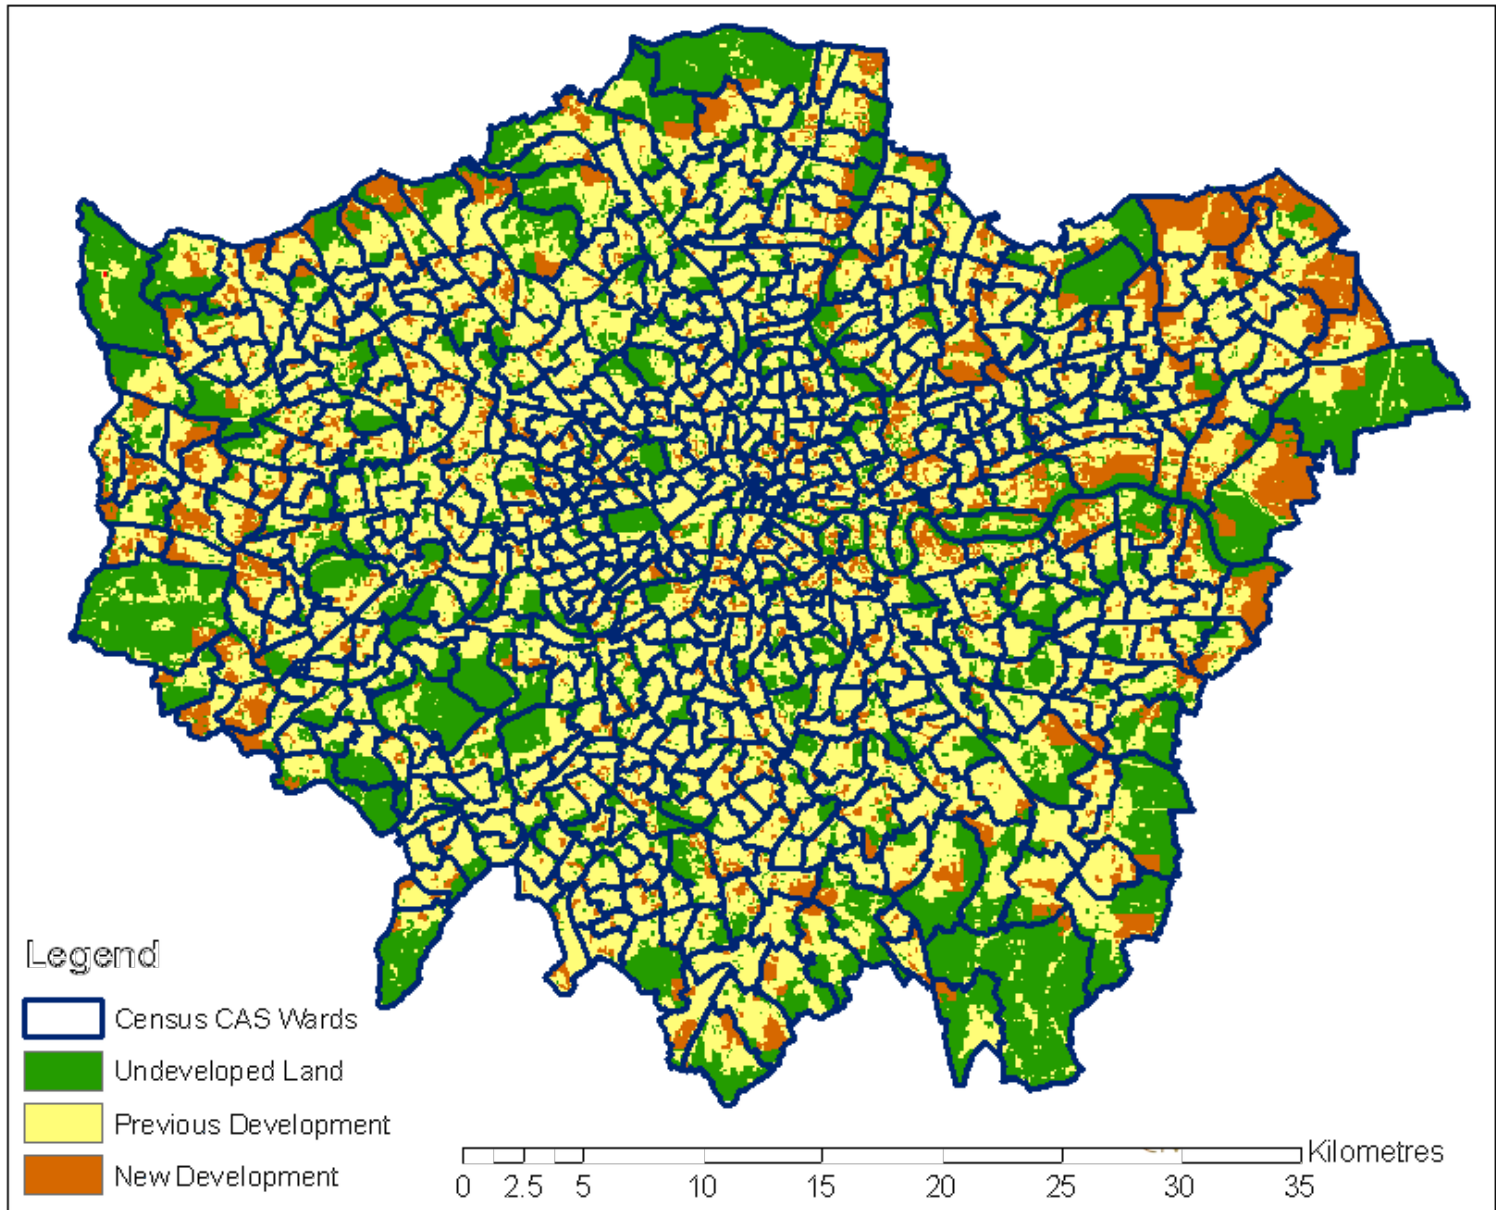 Legend
Census CAS Wards
Undeveloped Land
Previous Development
New Development
Kilometres
0 2.5 5 10 15 20 25 30 35